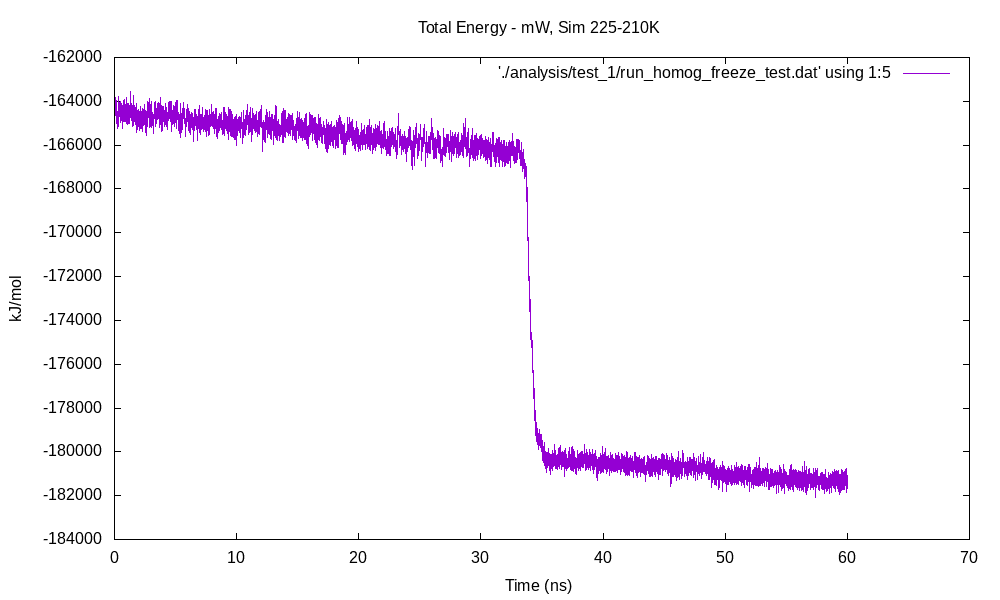 Total Energy - mW, Sim 225-210K
'./analysis/test_1/run_homog_freeze_test.dat' using 1:5
-162000
-164000
-166000
-168000
-170000
-172000
-174000
-176000
-178000
-180000
-182000
-184000
kJ/mol
0 10 20 30 40 50 60 70
Time (ns)